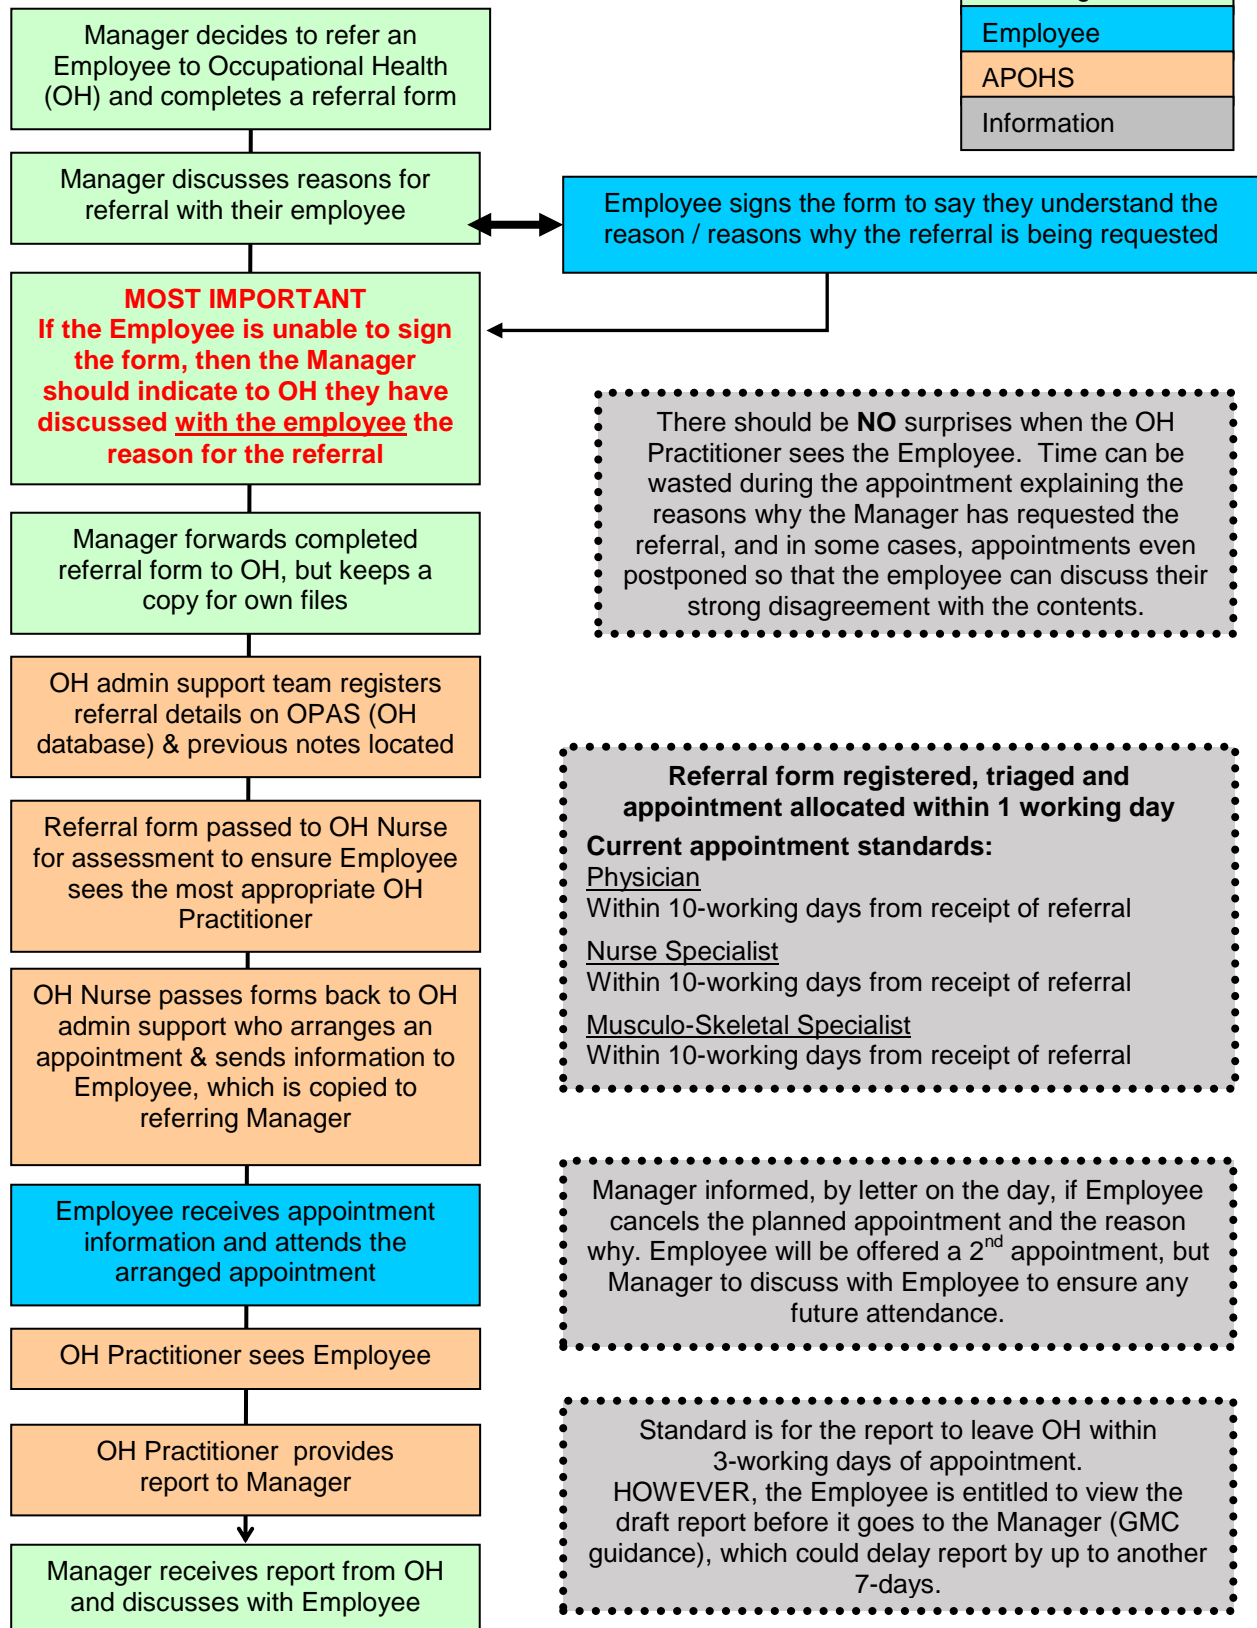 Employee
APOHS
Information
Manager decides to refer an
Employee to Occupational Health
(OH) and completes a referral form
Manager discusses reasons for
referral with their employee
Employee signs the form to say they understand the
reason / reasons why the referral is being requested
MOST IMPORTANT
If the Employee is unable to sign
the form, then the Manager
should indicate to OH they have
discussed with the employee the
reason for the referral
There should be NO surprises when the OH
Practitioner sees the Employee. Time can be
wasted during the appointment explaining the
reasons why the Manager has requested the
referral, and in some cases, appointments even
postponed so that the employee can discuss their
strong disagreement with the contents.
Manager forwards completed
referral form to OH, but keeps a
copy for own files
OH admin support team registers
referral details on OPAS (OH
database) & previous notes located
Referral form registered, triaged and
appointment allocated within 1 working day
Current appointment standards:
Physician
Within 10-working days from receipt of referral
Nurse Specialist
Within 10-working days from receipt of referral
Musculo-Skeletal Specialist
Within 10-working days from receipt of referral
Referral form passed to OH Nurse
for assessment to ensure Employee
sees the most appropriate OH
Practitioner
OH Nurse passes forms back to OH
admin support who arranges an
appointment & sends information to
Employee, which is copied to
referring Manager
Manager informed, by letter on the day, if Employee
cancels the planned appointment and the reason
why. Employee will be offered a 2nd appointment, but
Manager to discuss with Employee to ensure any
future attendance.
Employee receives appointment
information and attends the
arranged appointment
OH Practitioner sees Employee
OH Practitioner provides
report to Manager
Standard is for the report to leave OH within
3-working days of appointment.
HOWEVER, the Employee is entitled to view the
draft report before it goes to the Manager (GMC
guidance), which could delay report by up to another
7-days.
Manager receives report from OH
and discusses with Employee